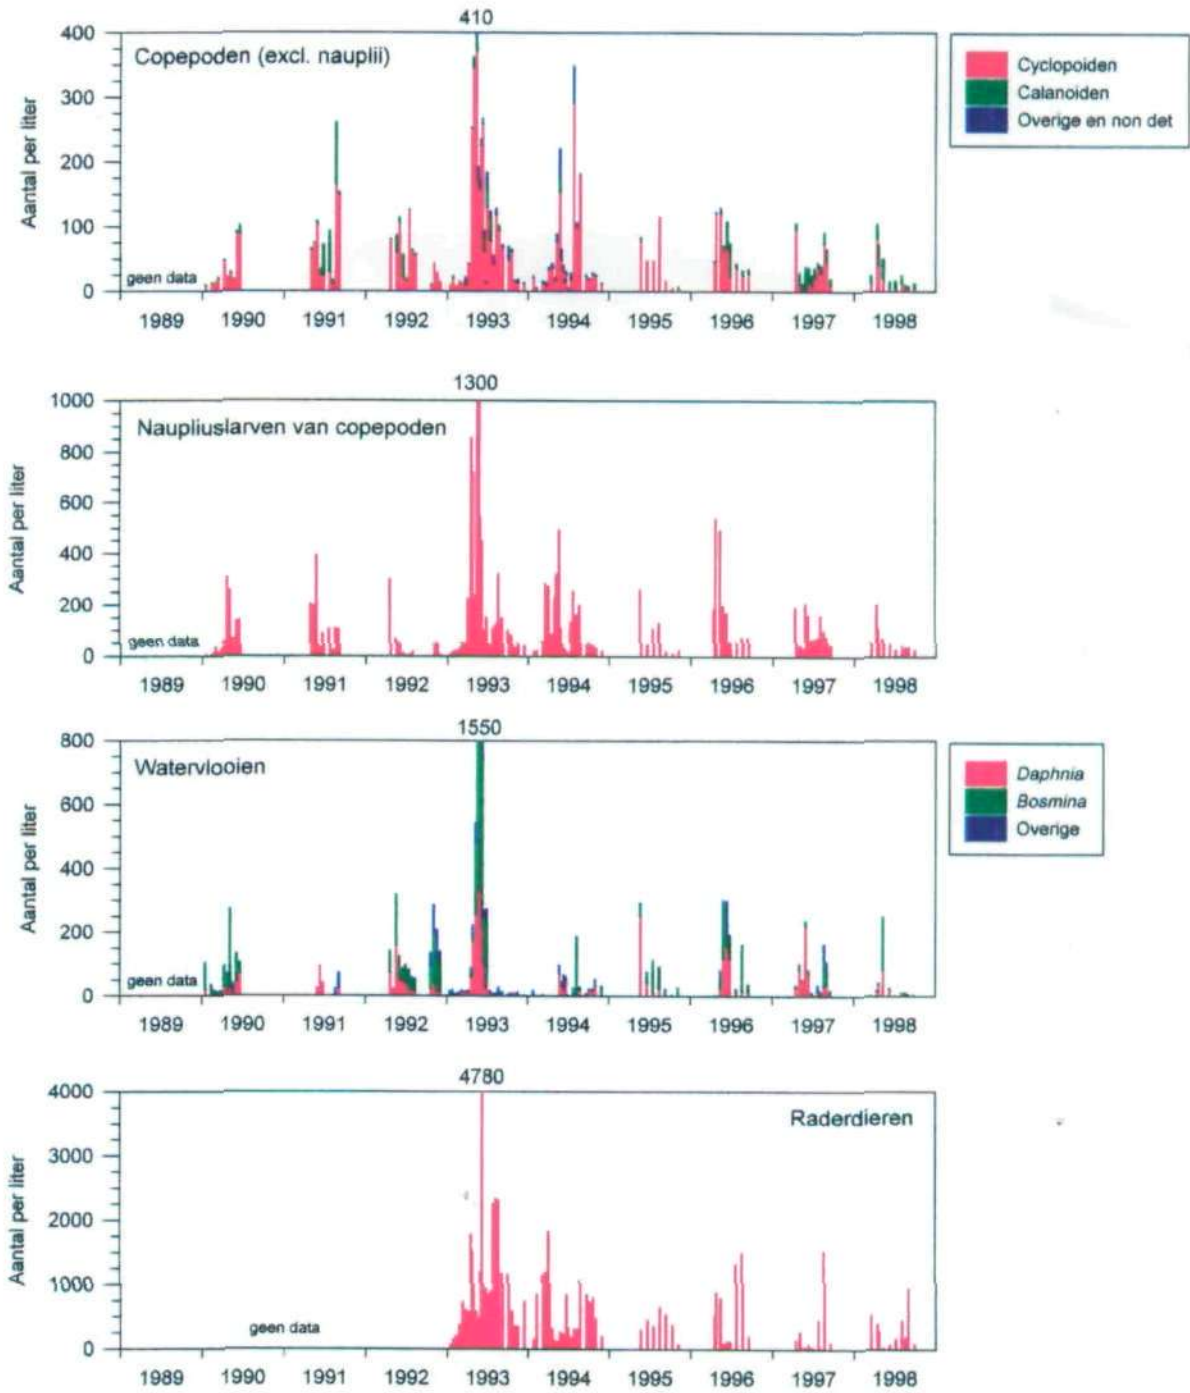 410
Copepoden (excl. nauplii)
Aantal per liter
400
300
200
100
0
geen data
1989 1990 1991 1992 1993 1994 1995 1996 1997 1998
Cyclopoiden
Calanoiden
Overige en non det
1300
Naupliuslarven van copepoden
Aantal per liter
1000
800
600
400
200
0
geen data
1989 1990 1991 1992 1993 1994 1995 1996 1997 1998
1550
Watervlooien
Aantal per liter
800
600
400
200
0
geen data
1989 1990 1991 1992 1993 1994 1995 1996 1997 1998
Daphnia
Bosmina
Overige
4780
Raderdieren
Aantal per liter
4000
3000
2000
1000
0
geen data
1989 1990 1991 1992 1993 1994 1995 1996 1997 1998